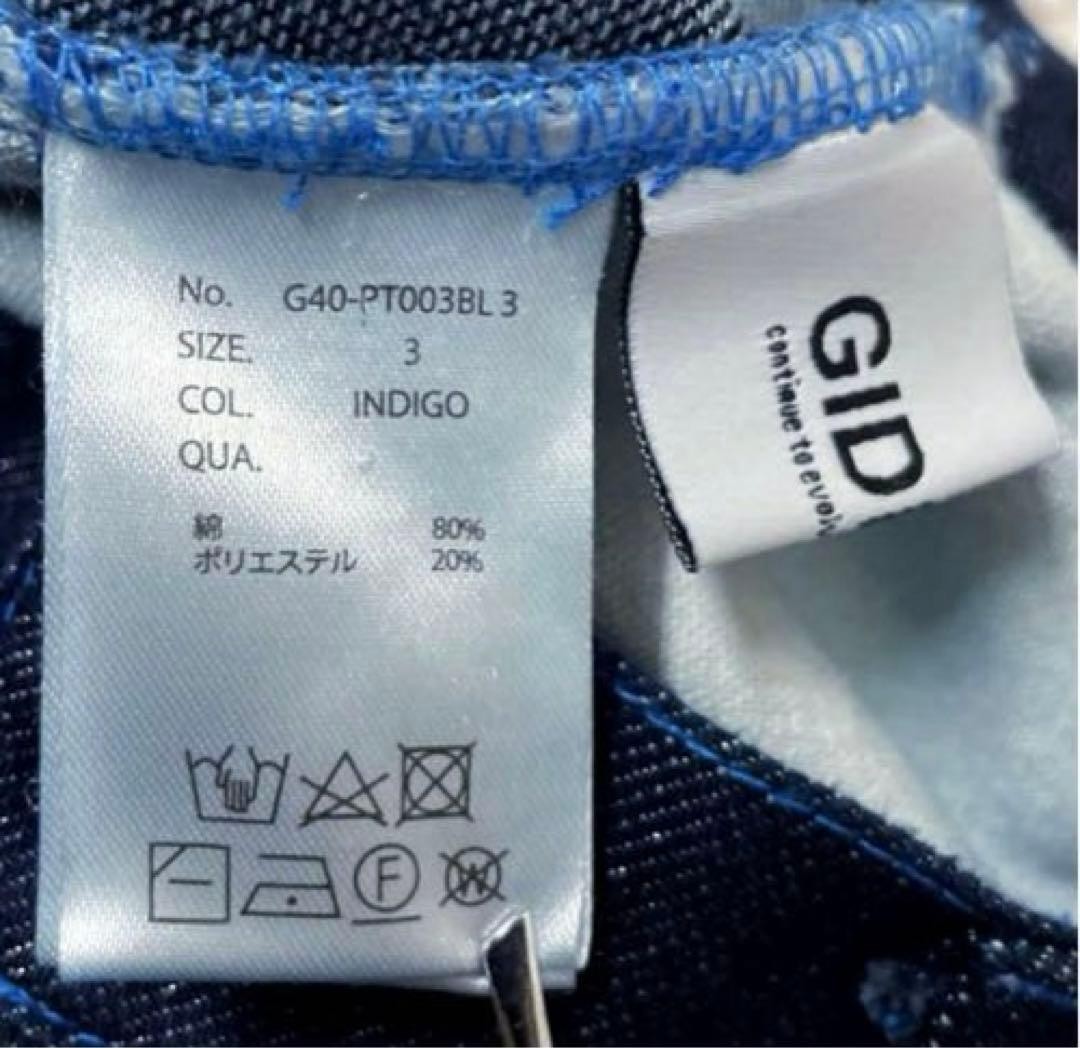 No. G40-PT003BL 3
SIZE. 3
COL. INDIGO
QUA.
綿 80%
ポリエステル 20%
F
W
GID
continue to evolv